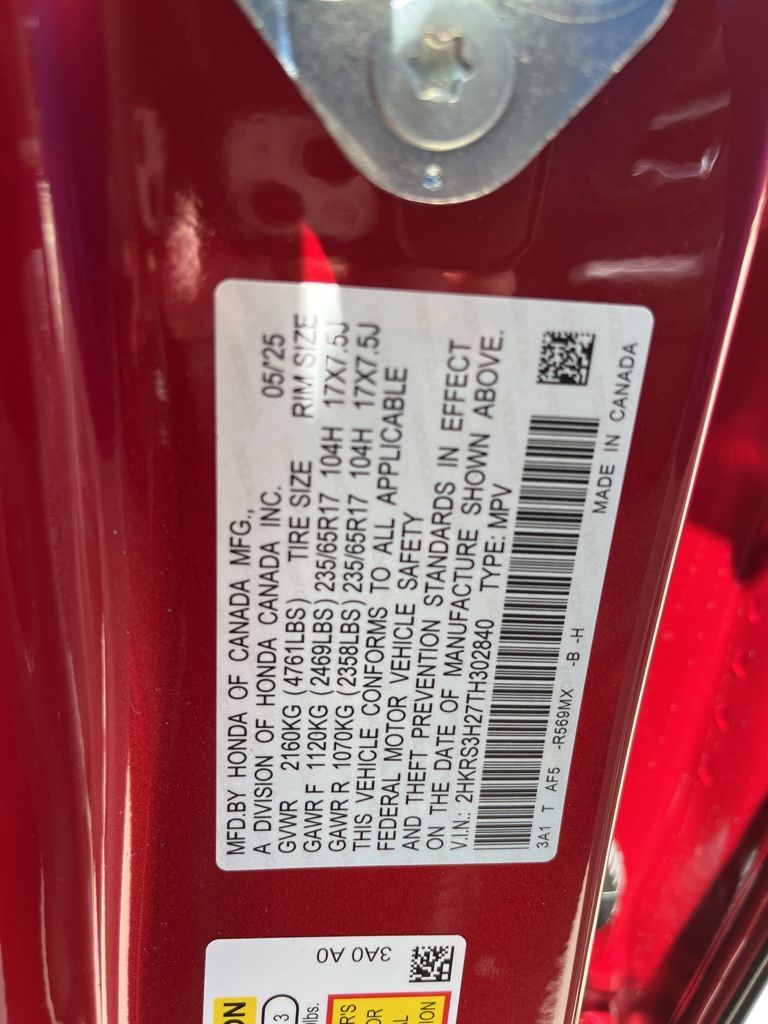 MFD.BY HONDA OF CANADA MFG.,
A DIVISION OF HONDA CANADA INC. 05/'25
GVWR 2160KG (4761LBS) TIRE SIZE RIM SIZE
GAWR F 1120KG (2469LBS) 235/65R17 104H 17X7.5J
GAWR R 1070KG (2358LBS) 235/65R17 104H 17X7.5J
THIS VEHICLE CONFORMS TO ALL APPLICABLE
FEDERAL MOTOR VEHICLE SAFETY
AND THEFT PREVENTION STANDARDS IN EFFECT
ON THE DATE OF MANUFACTURE SHOWN ABOVE.
V.I.N.: 2HKRS3H27TH302840 TYPE: MPV
3A1 T AF5 -R569MX -B -H
MADE IN CANADA
3A0 A0
3
lbs.